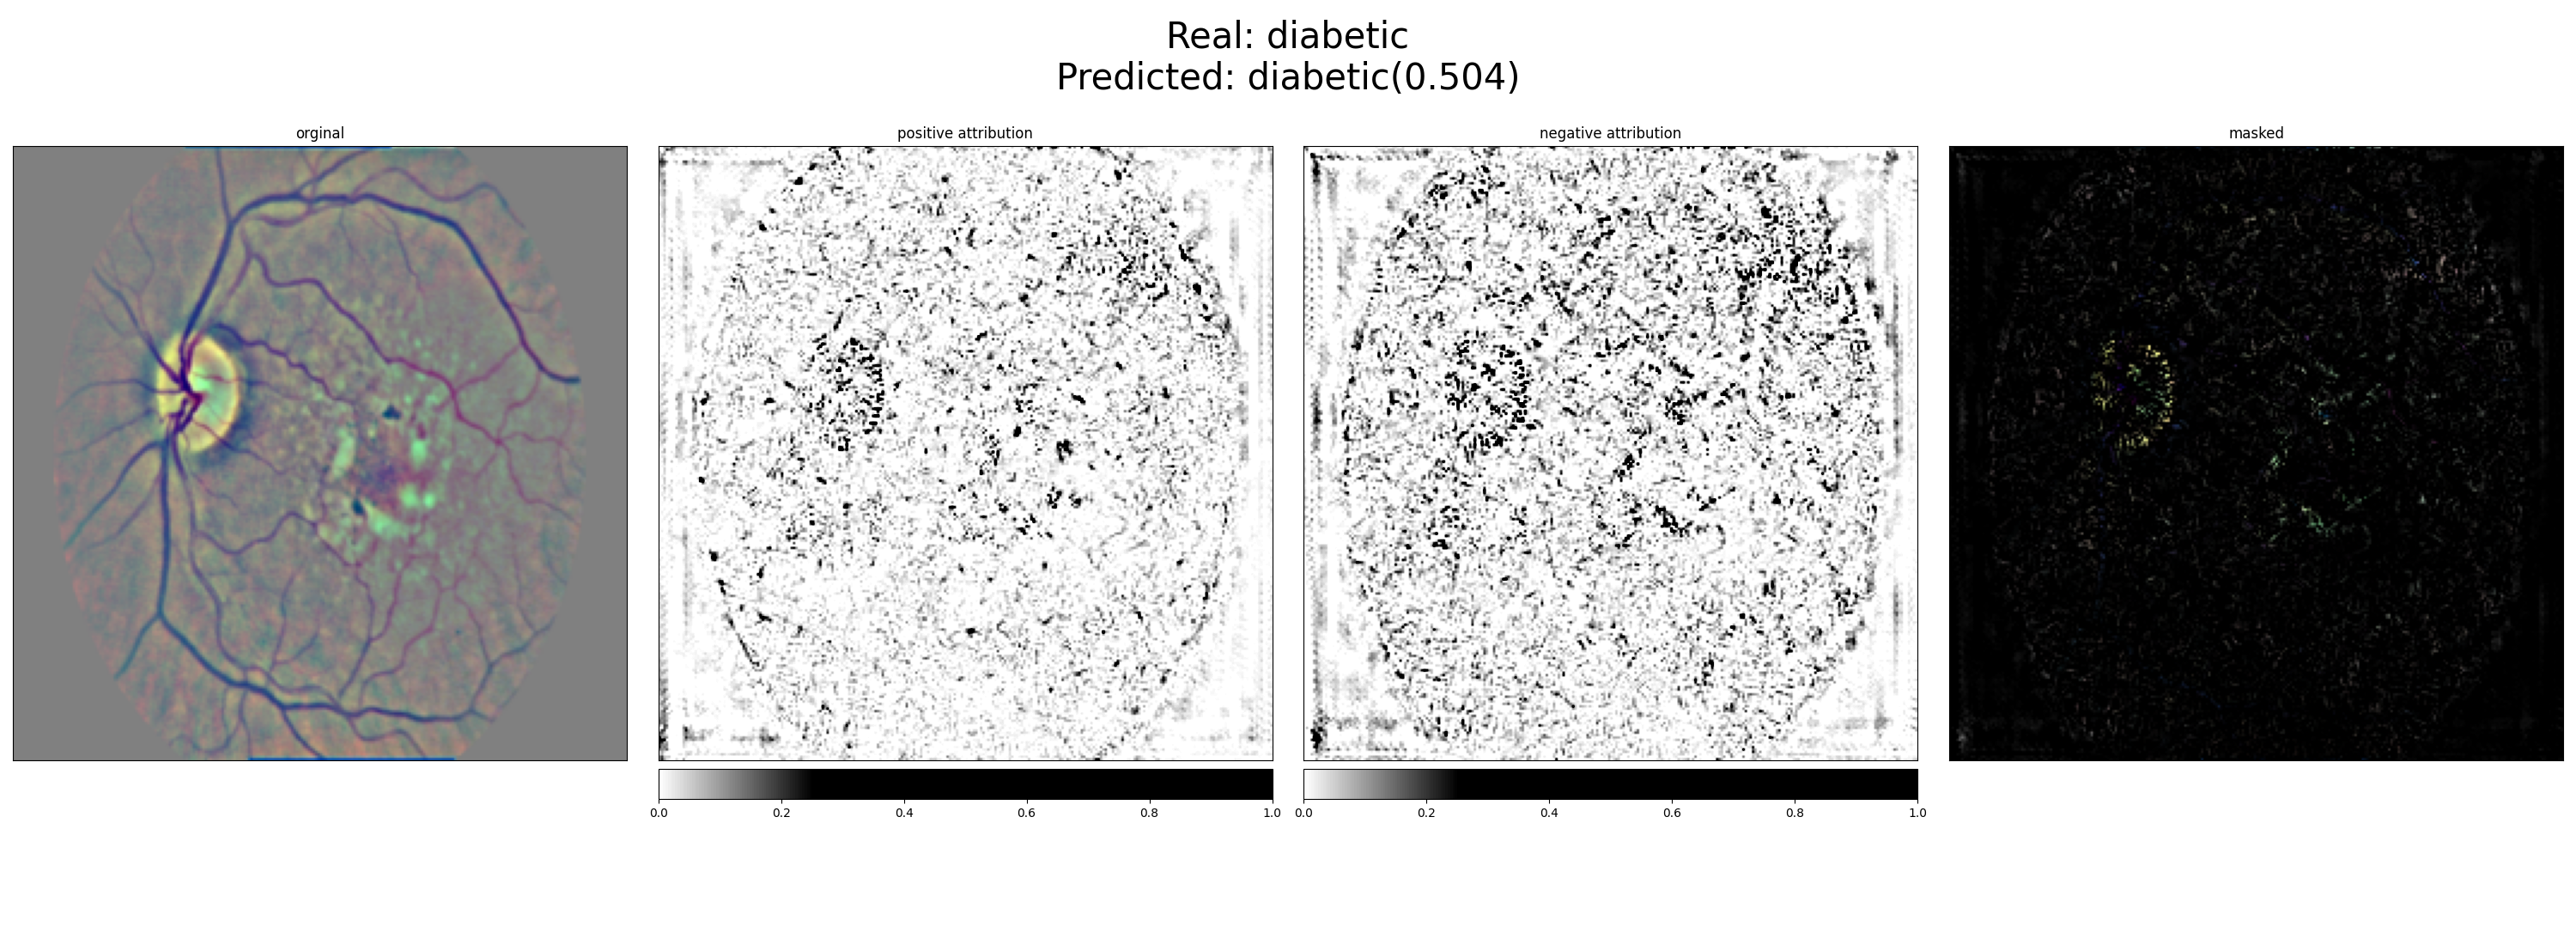 Real: diabetic
Predicted: diabetic(0.504)
orginal
positive attribution
negative attribution
masked
0.0 0.2 0.4 0.6 0.8 1.0
0.0 0.2 0.4 0.6 0.8 1.0